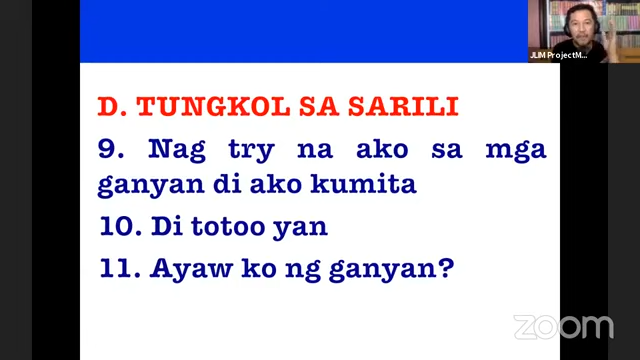 JLIM ProjectM...
D. TUNGKOL SA SARILI
9. Nag try na ako sa mga
ganyan di ako kumita
10. Di totoo yan
11. Ayaw ko ng ganyan?
zoom